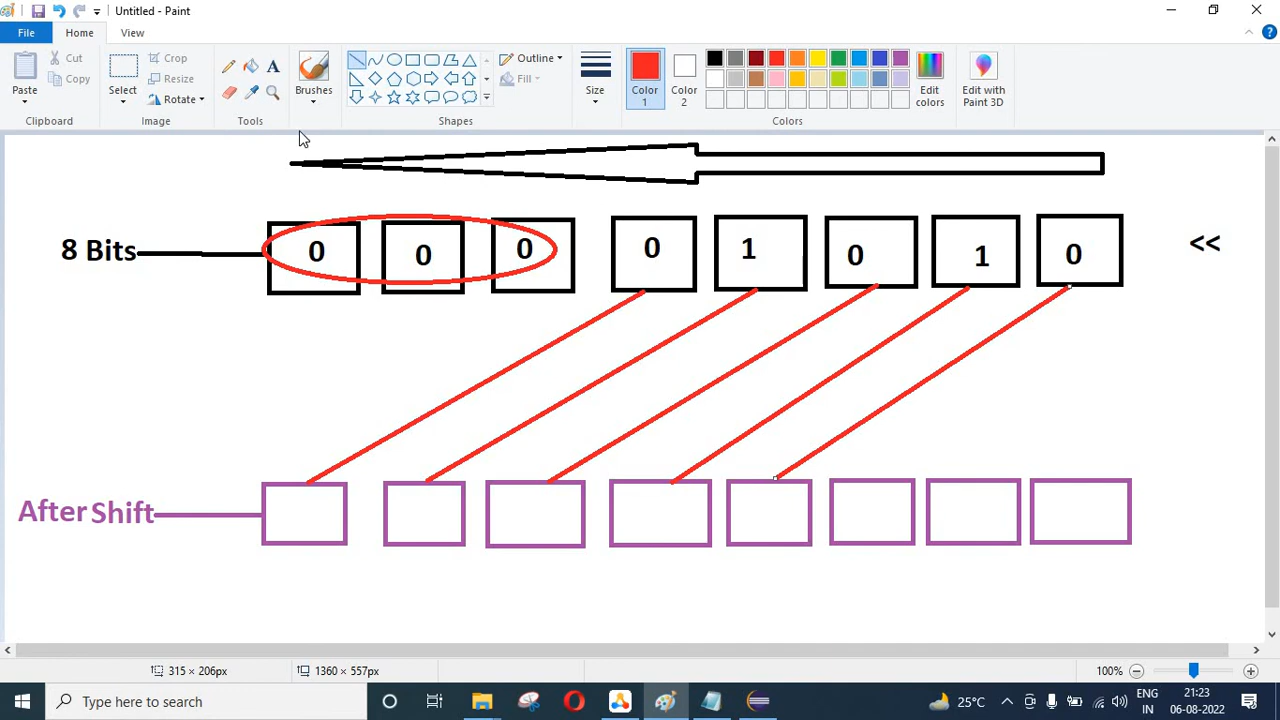 Untitled - Paint
File Home View
Paste
Cut
Copy
Clipboard
Select
Crop
Resize
Rotate
Image
A
Tools
Brushes
Outline
Fill
Shapes
Size
Color 1
Color 2
Edit colors
Colors
Edit with Paint 3D
8 Bits 0 0 0 0 1 0 1 0 <<
After Shift
315 × 206px 1360 × 557px 100%
Type here to search 25°C ENG IN 21:23 06-08-2022